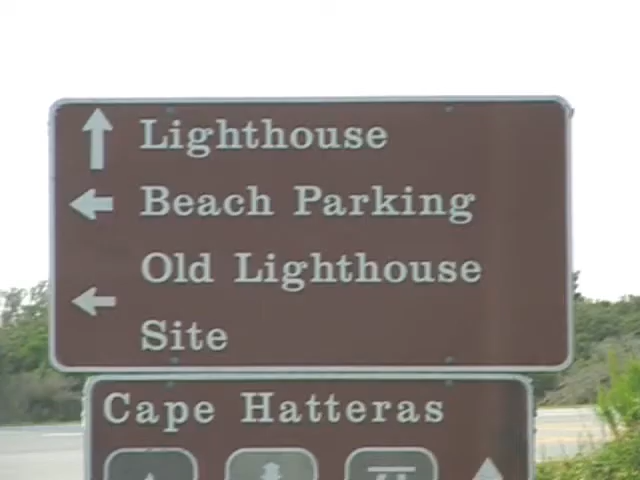 Lighthouse
Beach Parking
Old Lighthouse
Site
Cape Hatteras